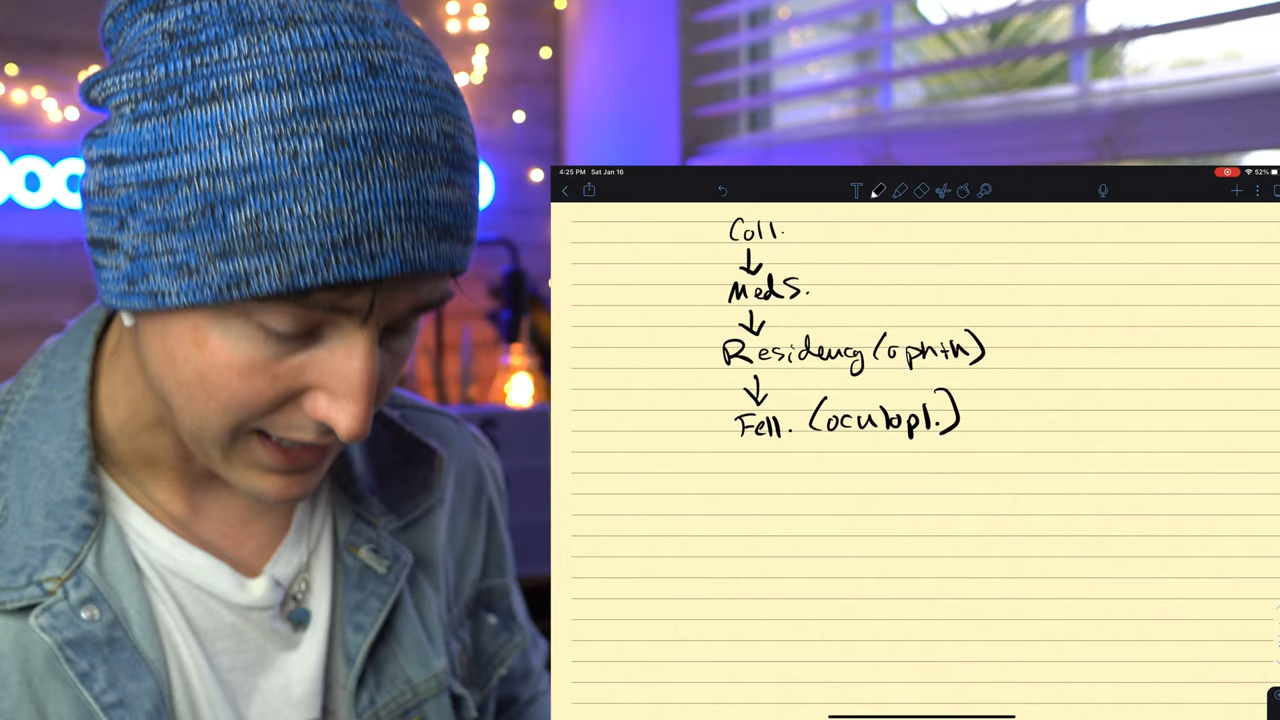 4:25 PM Sat Jan 16
52%
T
Coll.
↓
Med S.
↓
Residency (ophth)
↓
Fell. (oculopl.)